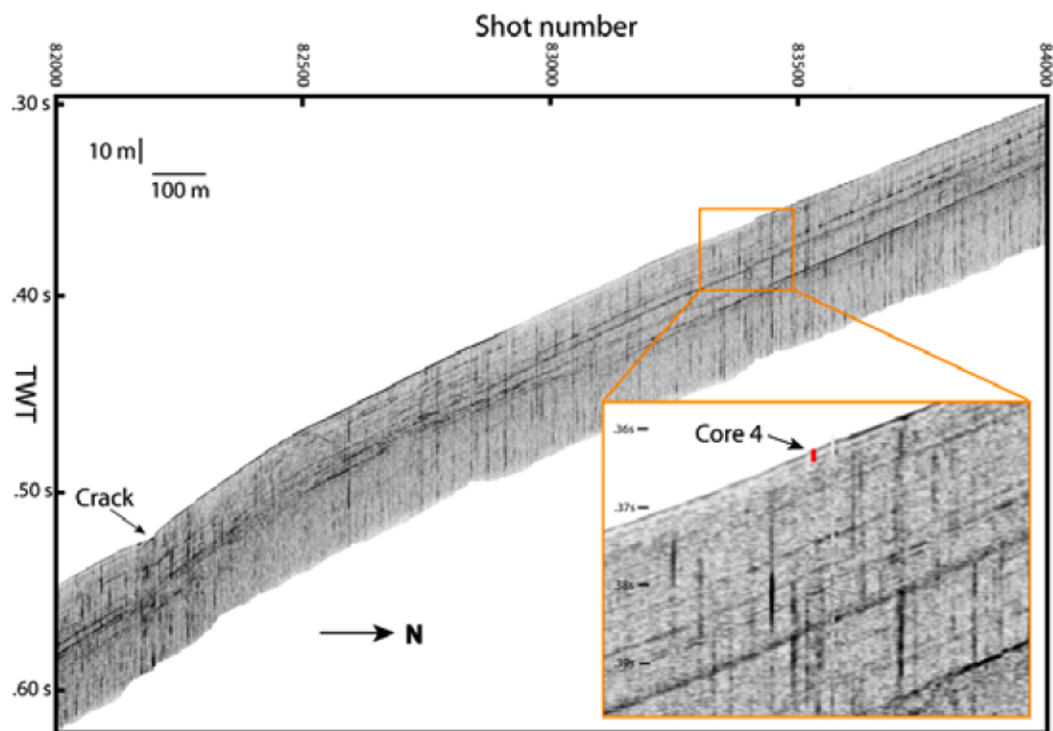 Shot number
82000 82500 83000 83500 84000
.30 s
10 m
100 m
.40 s
TWT
.36s
Core 4
.50 s
Crack
.37s
.38s
N
.39s
.60 s